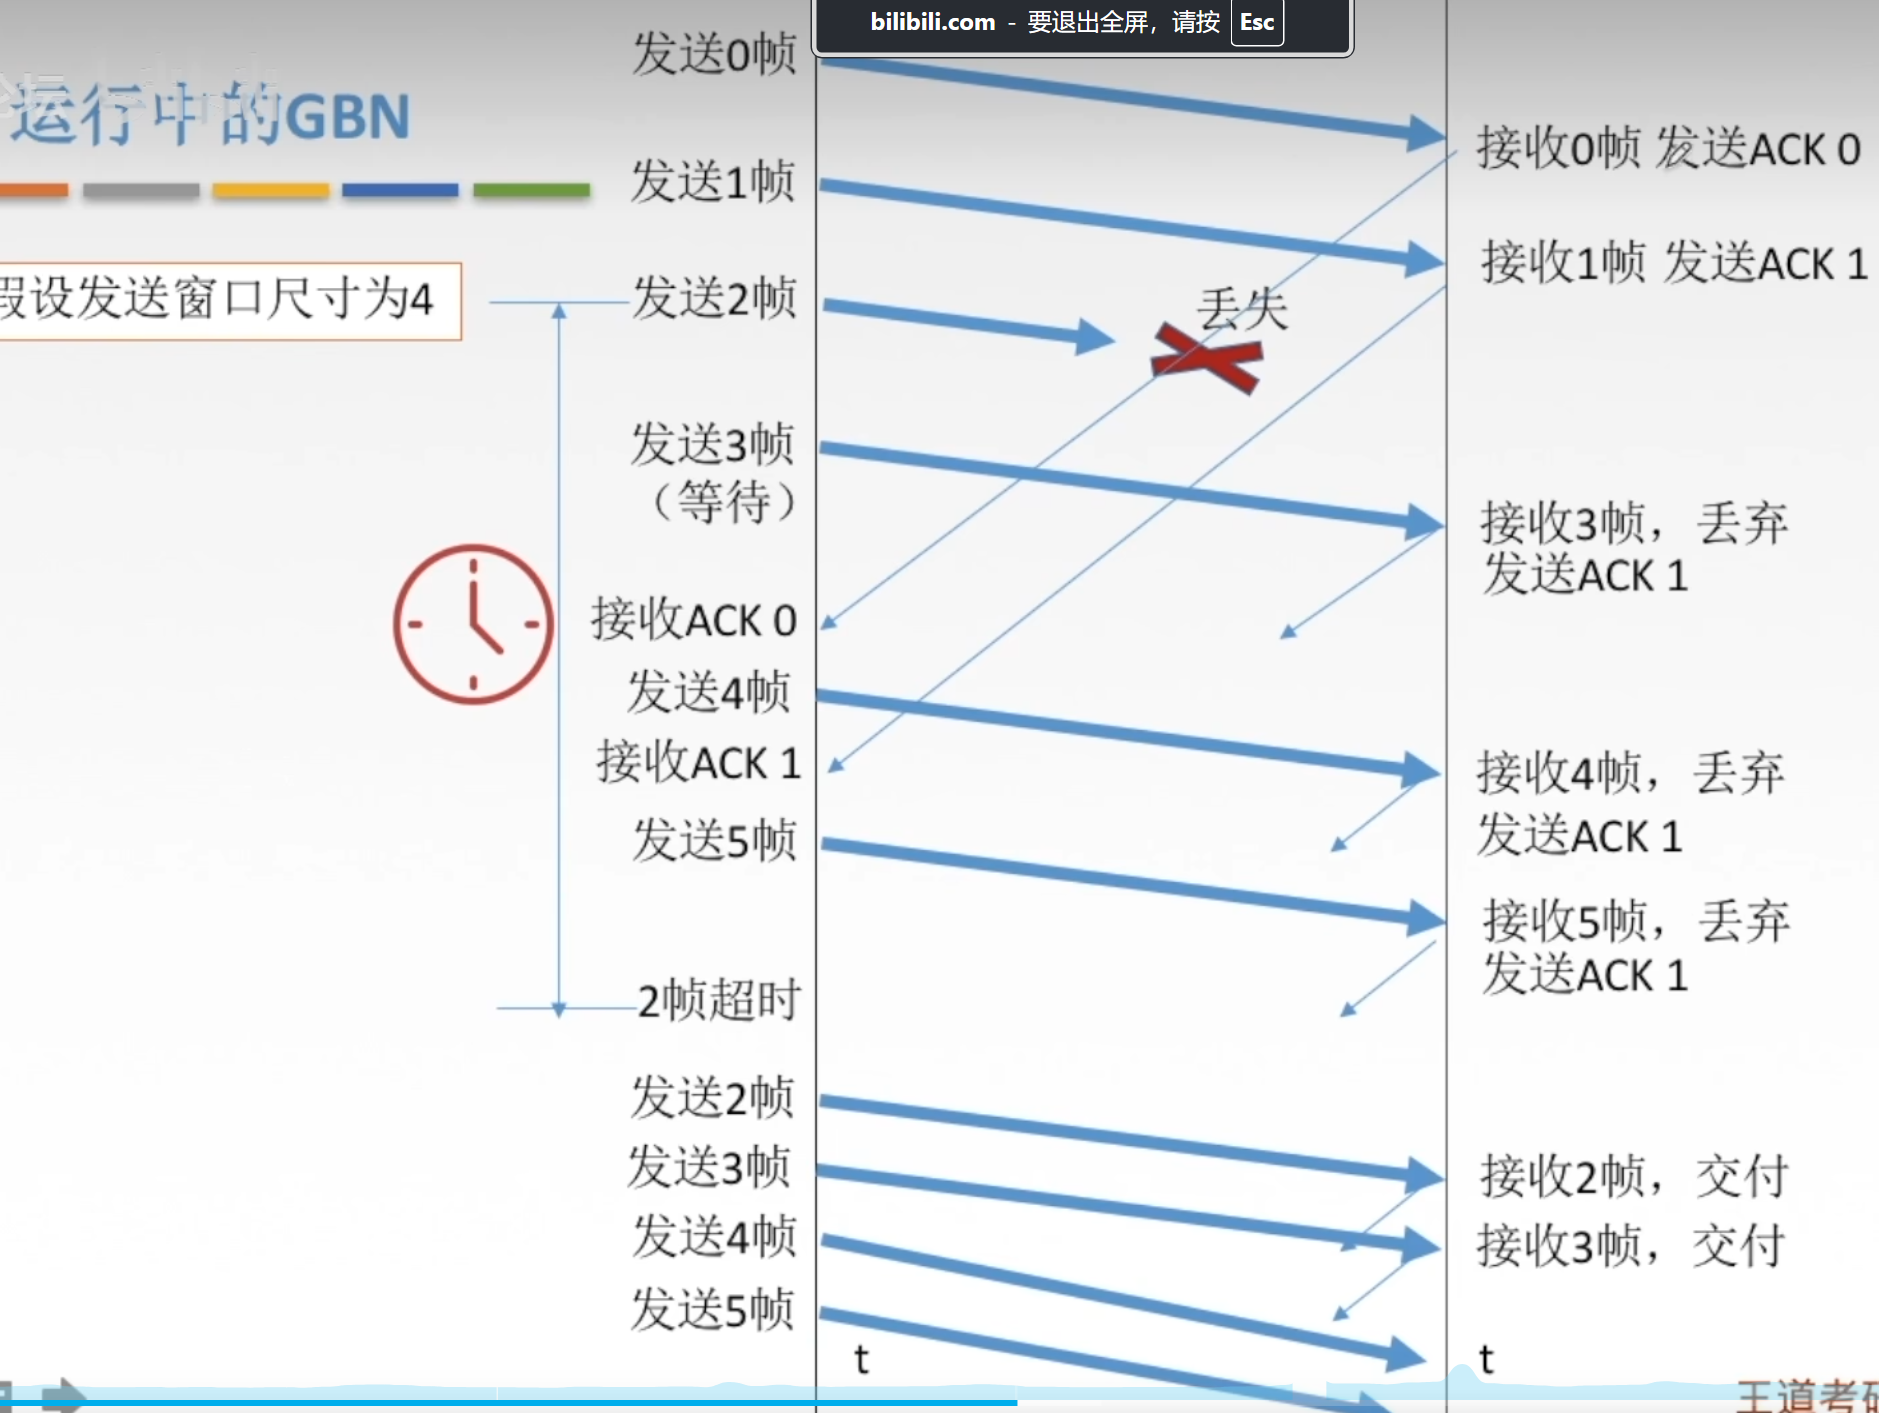 bilibili.com - 要退出全屏，请按 Esc
运行中的GBN
假设发送窗口尺寸为4
发送0帧
发送1帧
发送2帧
发送3帧
（等待）
接收ACK 0
发送4帧
接收ACK 1
发送5帧
2帧超时
发送2帧
发送3帧
发送4帧
发送5帧
丢失
接收0帧 发送ACK 0
接收1帧 发送ACK 1
接收3帧，丢弃
发送ACK 1
接收4帧，丢弃
发送ACK 1
接收5帧，丢弃
发送ACK 1
接收2帧，交付
接收3帧，交付
t
t
王道考研